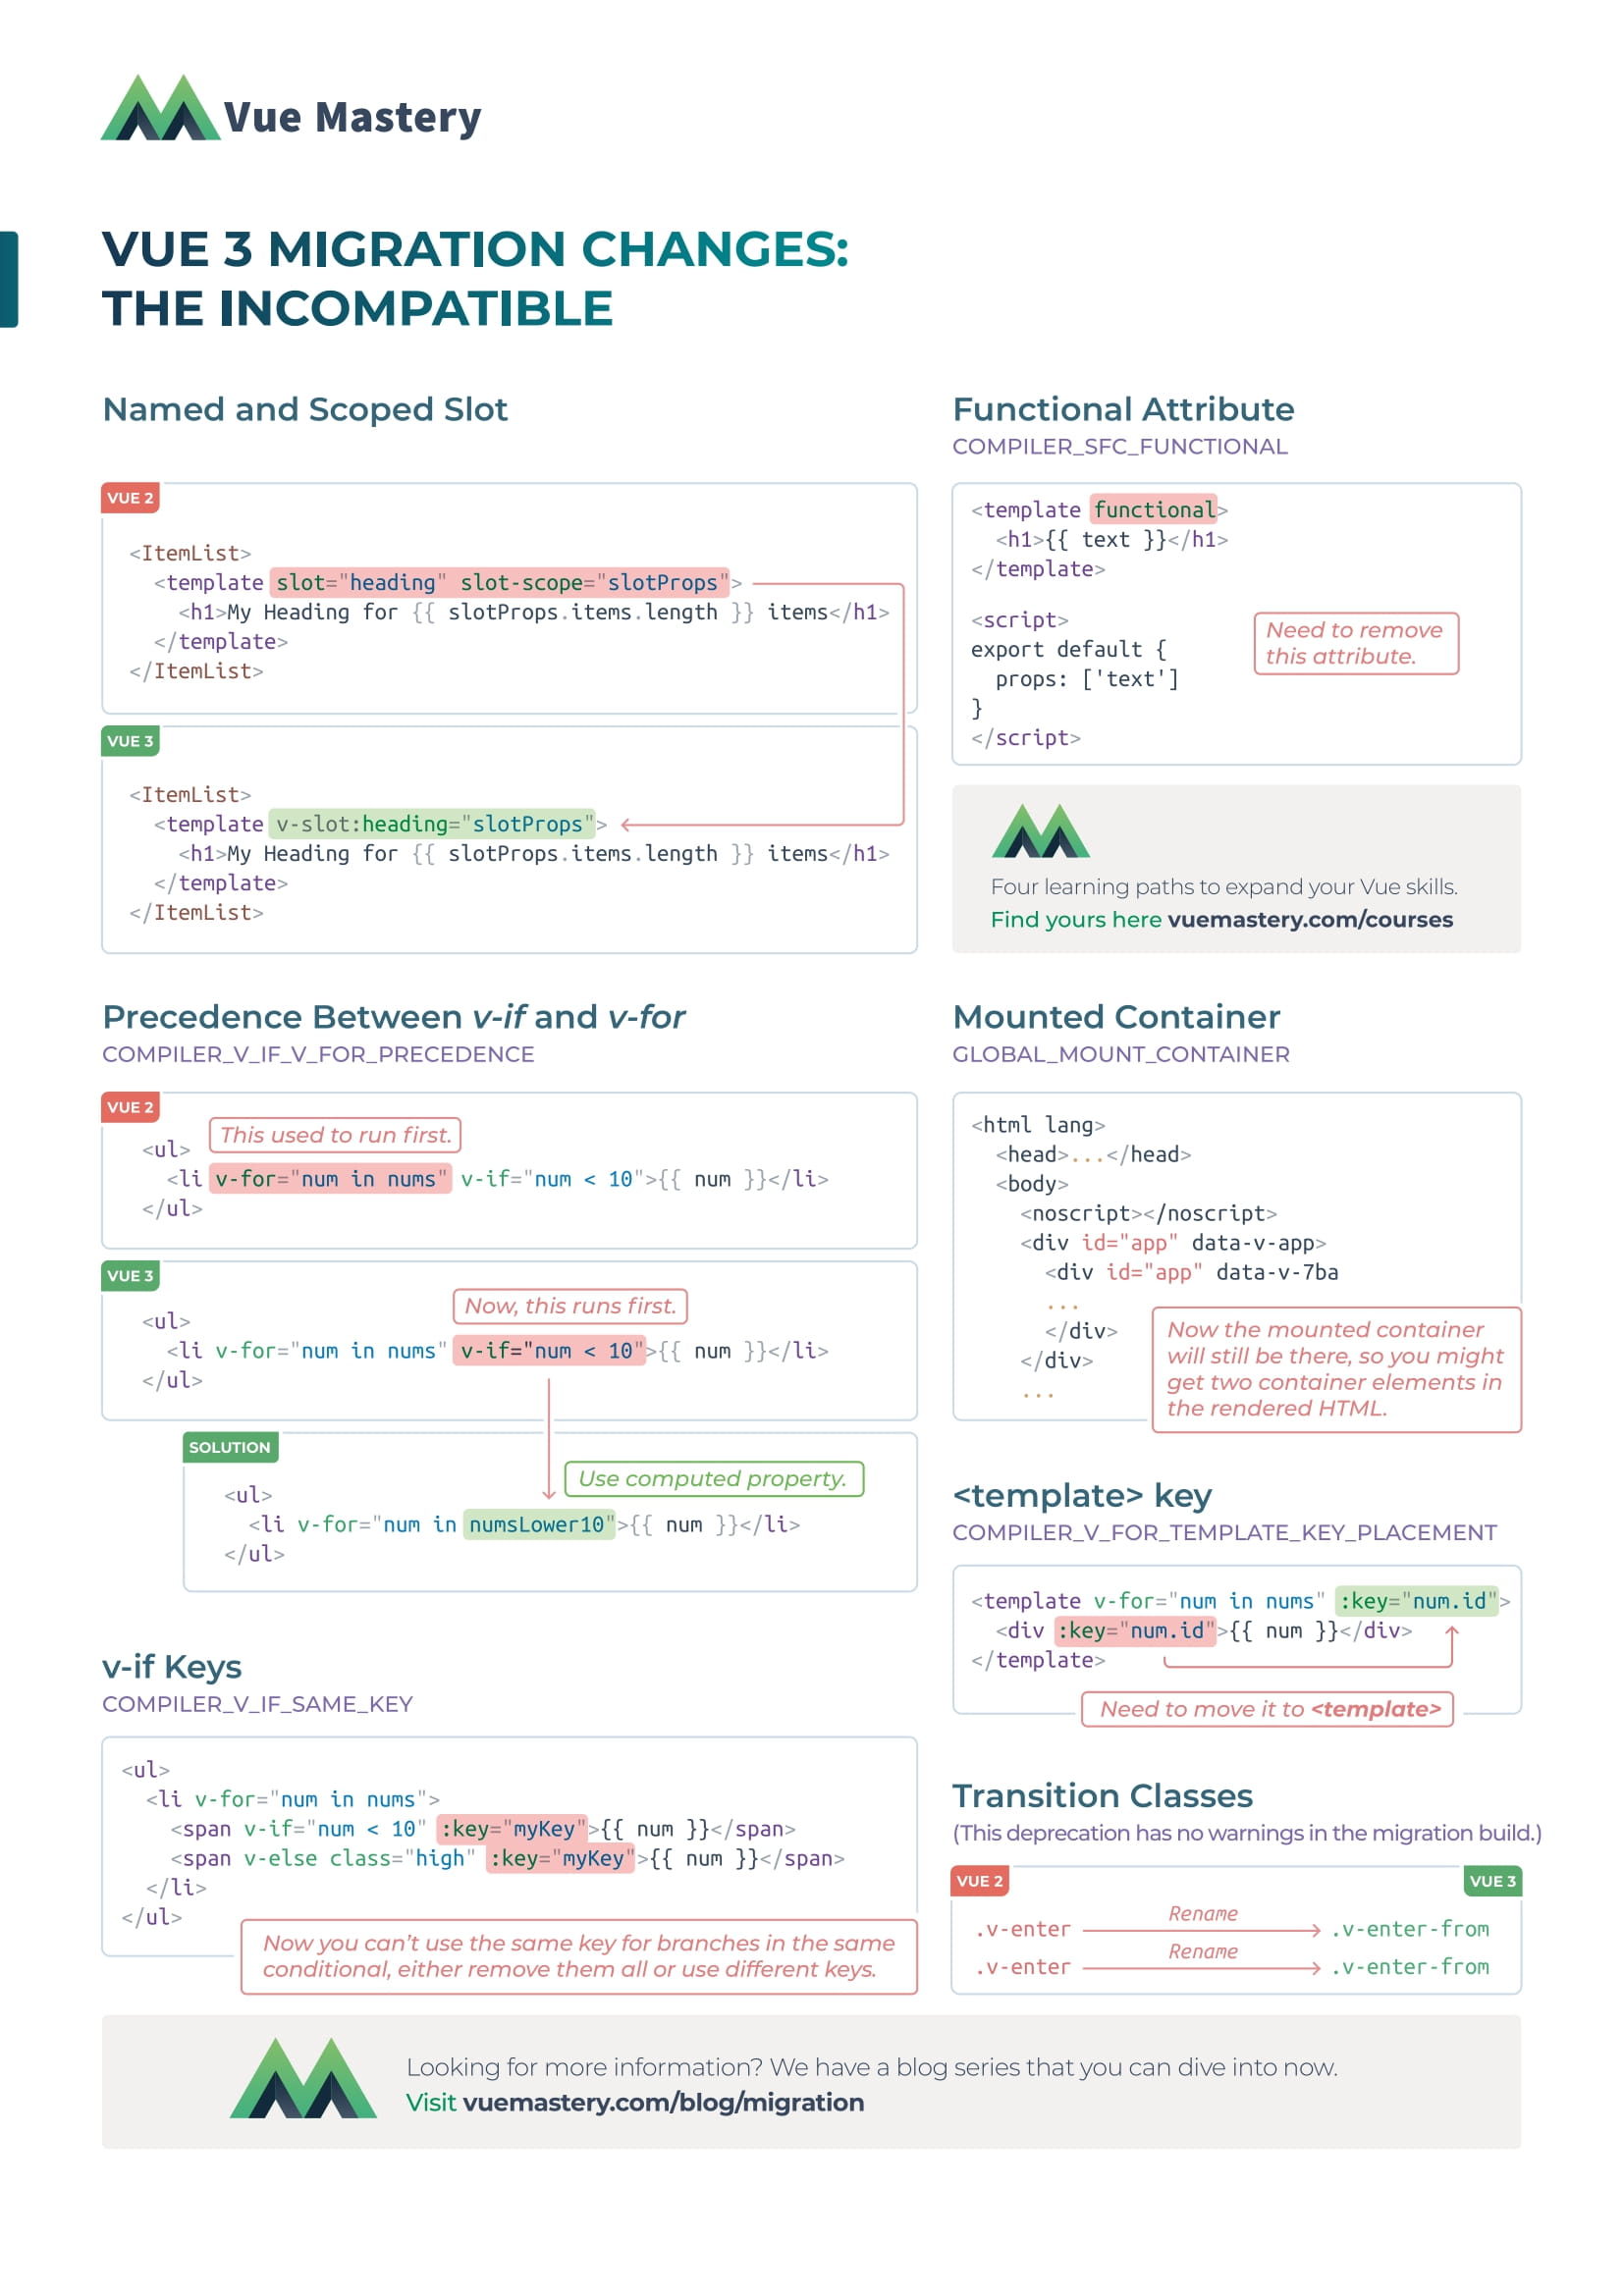 Vue Mastery
VUE 3 MIGRATION CHANGES:
THE INCOMPATIBLE
Named and Scoped Slot
VUE 2
<ItemList>
  <template slot="heading" slot-scope="slotProps">
    <h1>My Heading for {{ slotProps.items.length }} items</h1>
  </template>
</ItemList>
VUE 3
<ItemList>
  <template v-slot:heading="slotProps">
    <h1>My Heading for {{ slotProps.items.length }} items</h1>
  </template>
</ItemList>
Functional Attribute
COMPILER_SFC_FUNCTIONAL
<template functional>
  <h1>{{ text }}</h1>
</template>
<script>
export default {
  props: ['text']
}
</script>
Need to remove
this attribute.
Four learning paths to expand your Vue skills.
Find yours here vuemastery.com/courses
Precedence Between v-if and v-for
COMPILER_V_IF_V_FOR_PRECEDENCE
VUE 2
This used to run first.
<ul>
  <li v-for="num in nums" v-if="num < 10">{{ num }}</li>
</ul>
VUE 3
Now, this runs first.
<ul>
  <li v-for="num in nums" v-if="num < 10">{{ num }}</li>
</ul>
SOLUTION
Use computed property.
<ul>
  <li v-for="num in numsLower10">{{ num }}</li>
</ul>
Mounted Container
GLOBAL_MOUNT_CONTAINER
<html lang>
  <head>...</head>
  <body>
    <noscript></noscript>
    <div id="app" data-v-app>
      <div id="app" data-v-7ba
      ...
      </div>
    </div>
    ...
Now the mounted container
will still be there, so you might
get two container elements in
the rendered HTML.
<template> key
COMPILER_V_FOR_TEMPLATE_KEY_PLACEMENT
<template v-for="num in nums" :key="num.id">
  <div :key="num.id">{{ num }}</div>
</template>
Need to move it to <template>
v-if Keys
COMPILER_V_IF_SAME_KEY
<ul>
  <li v-for="num in nums">
    <span v-if="num < 10" :key="myKey">{{ num }}</span>
    <span v-else class="high" :key="myKey">{{ num }}</span>
  </li>
</ul>
Now you can’t use the same key for branches in the same
conditional, either remove them all or use different keys.
Transition Classes
(This deprecation has no warnings in the migration build.)
VUE 2 VUE 3
Rename
.v-enter .v-enter-from
Rename
.v-enter .v-enter-from
Looking for more information? We have a blog series that you can dive into now.
Visit vuemastery.com/blog/migration